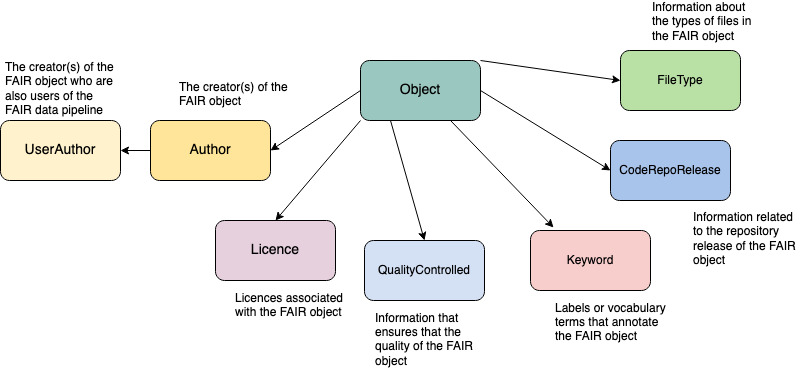 Information about
the types of files in
the FAIR object
FileType
The creator(s) of the
FAIR object who are
also users of the
FAIR data pipeline
The creator(s) of the
FAIR object
Object
UserAuthor
Author
CodeRepoRelease
Information related
to the repository
release of the FAIR
object
Licence
Licences associated
with the FAIR object
QualityControlled
Information that
ensures that the
quality of the FAIR
object
Keyword
Labels or vocabulary
terms that annotate
the FAIR object